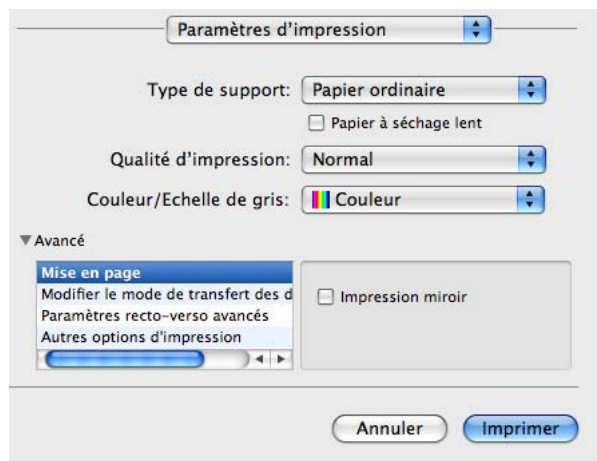 Paramètres d'impression
Type de support: Papier ordinaire
Papier à séchage lent
Qualité d'impression: Normal
Couleur/Echelle de gris: Couleur
Avancé
Mise en page
Modifier le mode de transfert des d
Paramètres recto-verso avancés
Autres options d'impression
Impression miroir
Annuler Imprimer